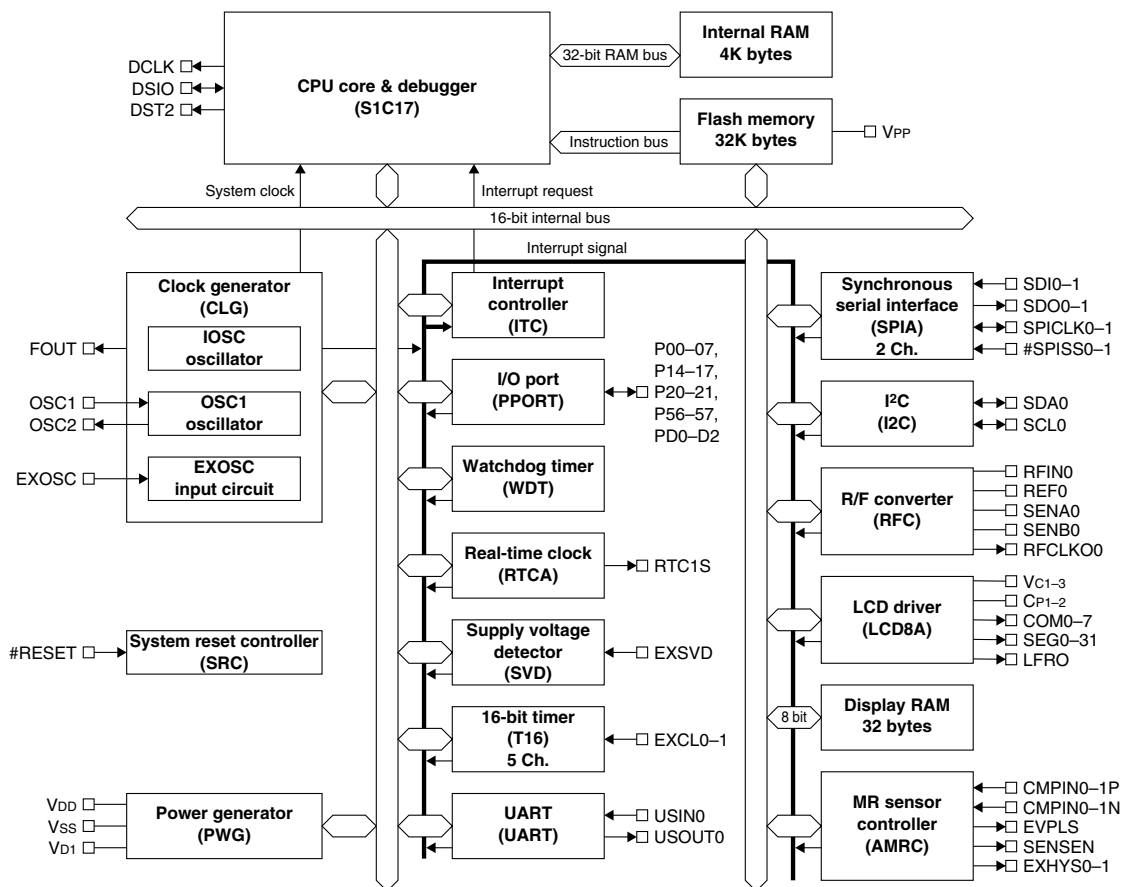 CPU core & debugger
(S1C17)
DCLK
DSIO
DST2
32-bit RAM bus
Internal RAM
4K bytes
Instruction bus
Flash memory
32K bytes
VPP
System clock
Interrupt request
16-bit internal bus
Interrupt signal
Clock generator
(CLG)
IOSC
oscillator
OSC1
oscillator
EXOSC
input circuit
FOUT
OSC1
OSC2
EXOSC
#RESET
System reset controller
(SRC)
VDD
VSS
VD1
Power generator
(PWG)
Interrupt
controller
(ITC)
I/O port
(PPORT)
P00–07,
P14–17,
P20–21,
P56–57,
PD0–D2
Watchdog timer
(WDT)
Real-time clock
(RTCA)
RTC1S
Supply voltage
detector
(SVD)
EXSVD
16-bit timer
(T16)
5 Ch.
EXCL0–1
UART
(UART)
USIN0
USOUT0
Synchronous
serial interface
(SPIA)
2 Ch.
SDI0–1
SDO0–1
SPICLK0–1
#SPISS0–1
I²C
(I2C)
SDA0
SCL0
R/F converter
(RFC)
RFIN0
REF0
SENA0
SENB0
RFCLKO0
LCD driver
(LCD8A)
VC1–3
CP1–2
COM0–7
SEG0–31
LFRO
8 bit
Display RAM
32 bytes
MR sensor
controller
(AMRC)
CMPIN0–1P
CMPIN0–1N
EVPLS
SENSEN
EXHYS0–1